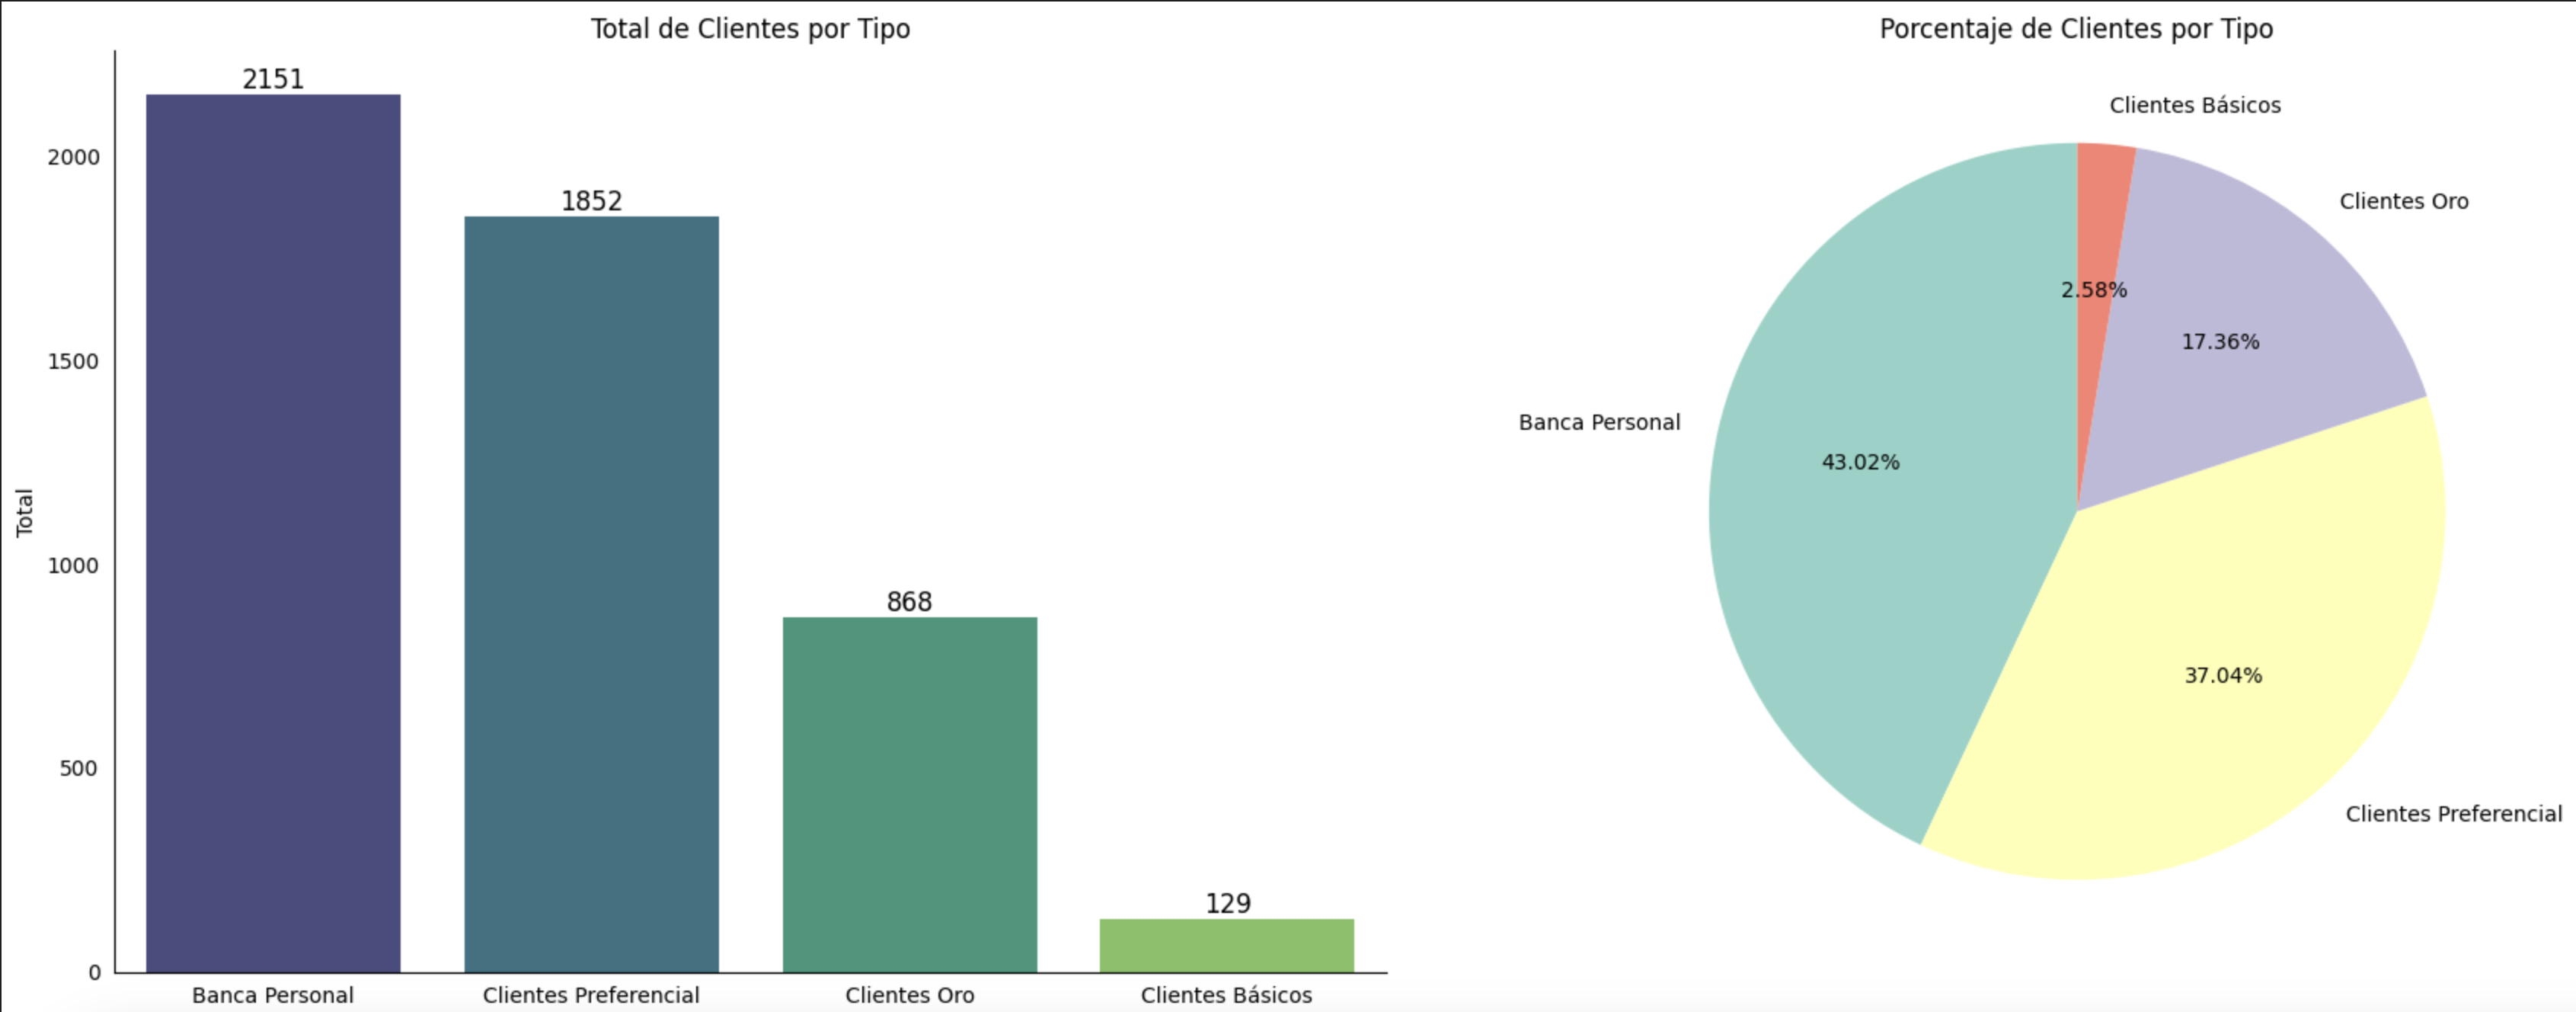 Total de Clientes por Tipo
2151
2000
1852
1500
Total
1000
868
500
129
0
Banca Personal
Clientes Preferencial
Clientes Oro
Clientes Básicos
Porcentaje de Clientes por Tipo
Clientes Básicos
Clientes Oro
2.58%
17.36%
Banca Personal
43.02%
37.04%
Clientes Preferencial